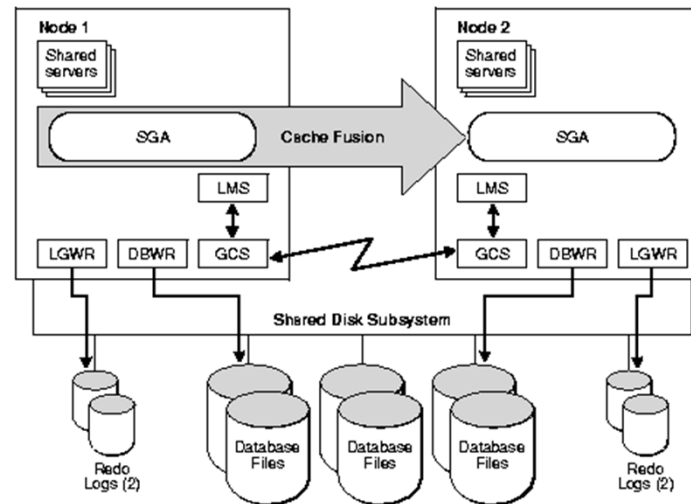 Node 1
Shared
servers
SGA
Cache Fusion
LMS
LGWR
DBWR
GCS
Node 2
Shared
servers
SGA
LMS
GCS
DBWR
LGWR
Shared Disk Subsystem
Redo
Logs (2)
Database
Files
Database
Files
Database
Files
Redo
Logs (2)